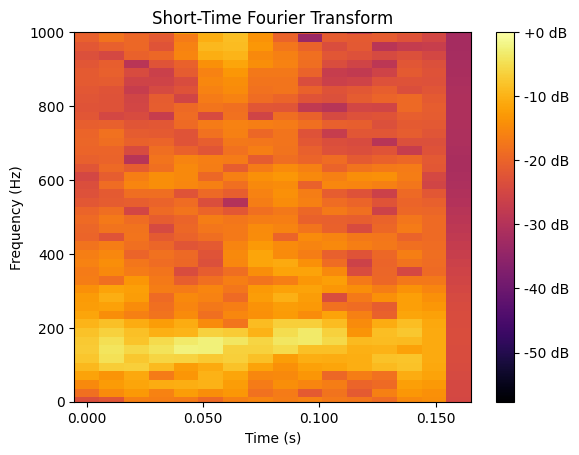 Short-Time Fourier Transform
1000
800
600
400
200
0
Frequency (Hz)
0.000
0.050
0.100
0.150
Time (s)
+0 dB
-10 dB
-20 dB
-30 dB
-40 dB
-50 dB